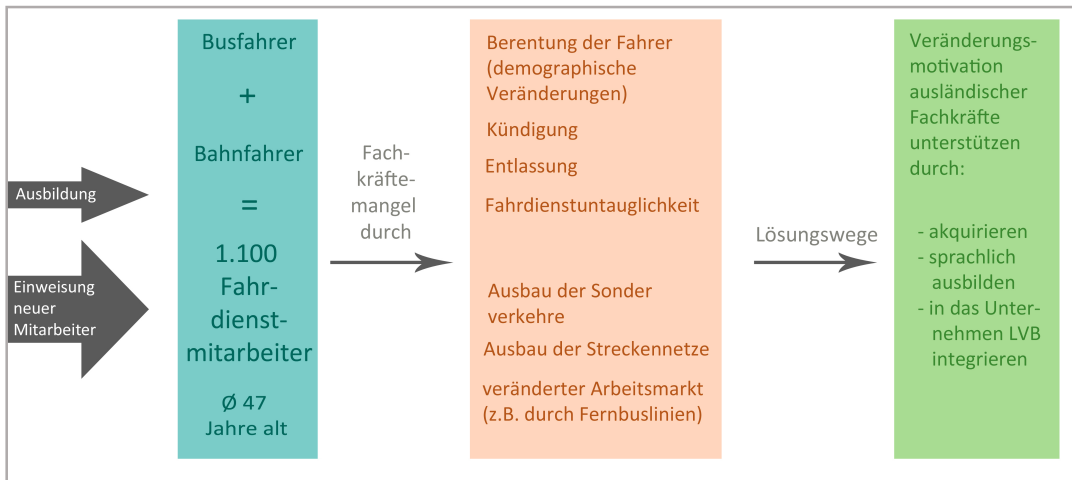 Ausbildung
Einweisung
neuer
Mitarbeiter
Busfahrer
+
Bahnfahrer
=
1.100
Fahr-
dienst-
mitarbeiter
Ø 47
Jahre alt
Fach-
kräfte-
mangel
durch
Berentung der Fahrer
(demographische
Veränderungen)
Kündigung
Entlassung
Fahrdienstuntauglichkeit
Ausbau der Sonder
verkehre
Ausbau der Streckennetze
veränderter Arbeitsmarkt
(z.B. durch Fernbuslinien)
Lösungswege
Veränderungs-
motivation
ausländischer
Fachkräfte
unterstützen
durch:
- akquirieren
- sprachlich
ausbilden
- in das Unter-
nehmen LVB
integrieren